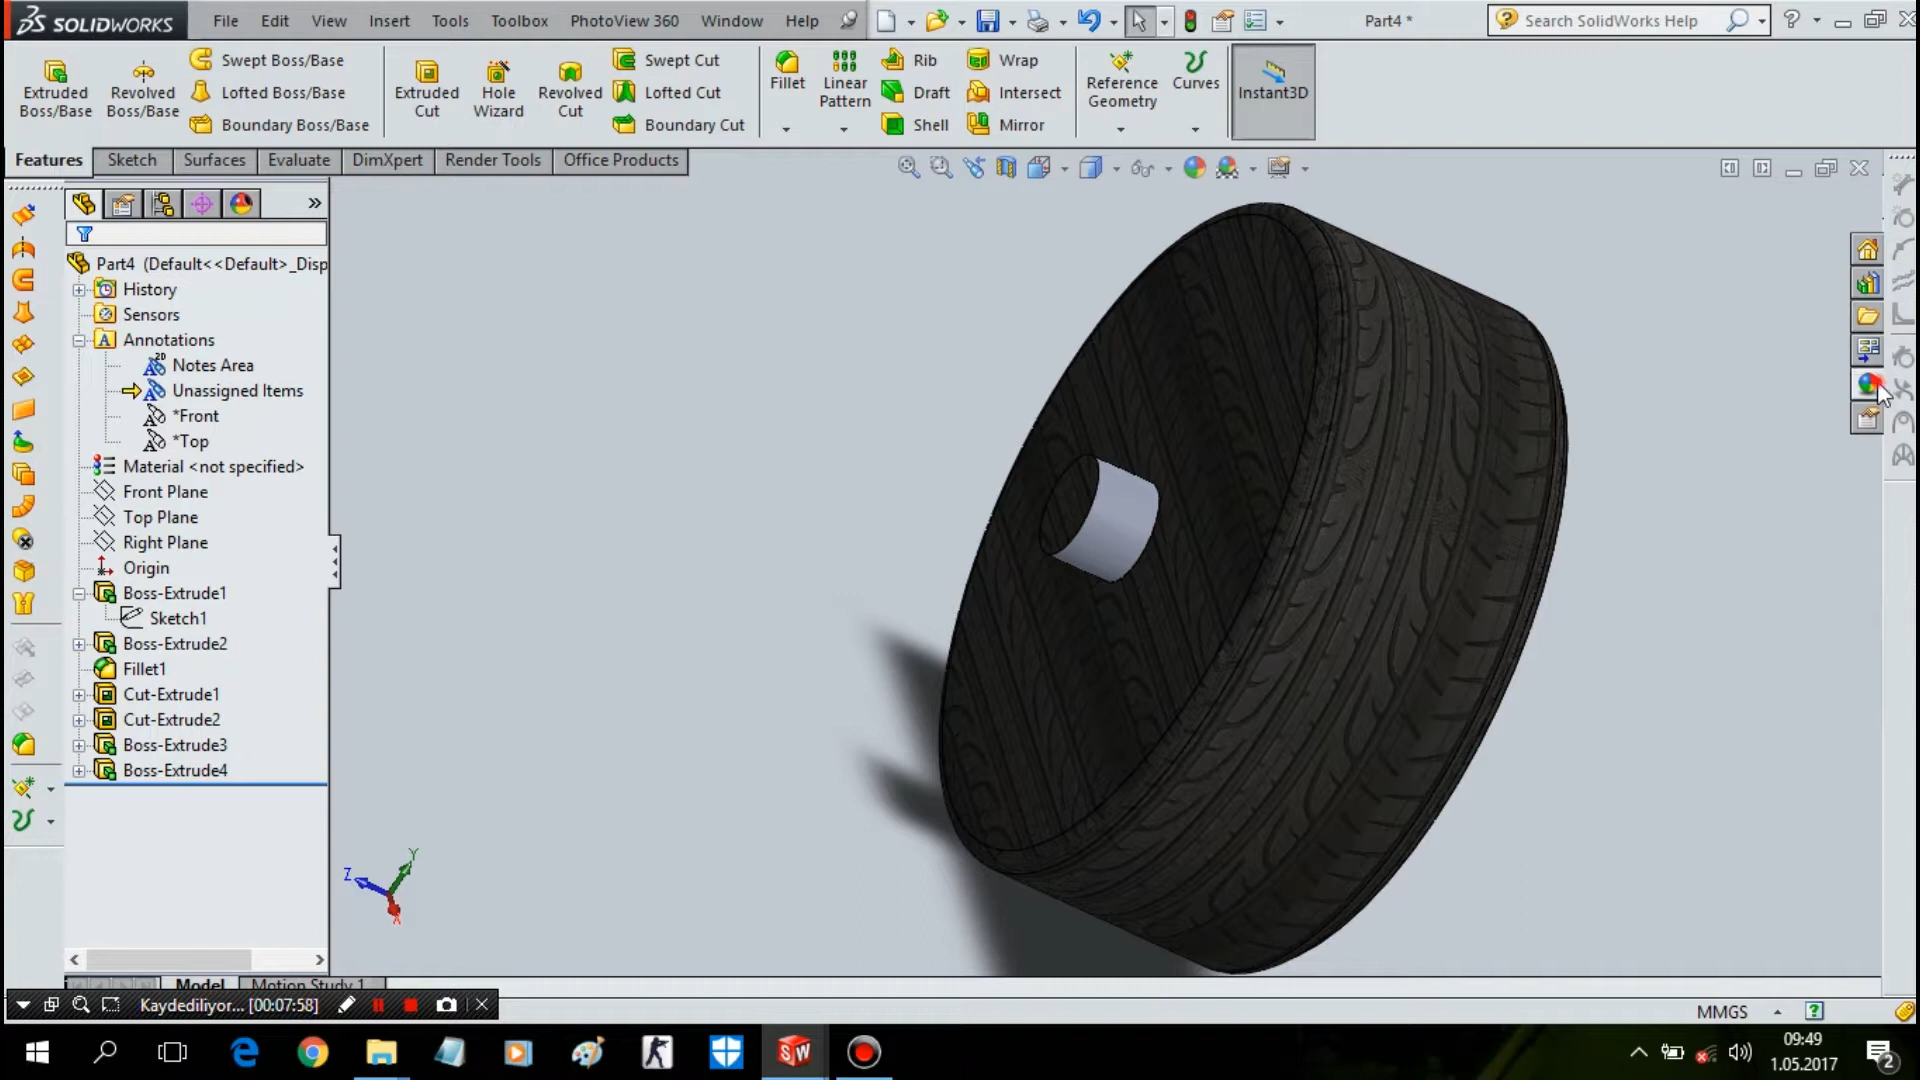 SOLIDWORKS File Edit View Insert Tools Toolbox PhotoView 360 Window Help Part4 * Search SolidWorks Help
Extruded Boss/Base
Revolved Boss/Base
Swept Boss/Base
Lofted Boss/Base
Boundary Boss/Base
Extruded Cut
Hole Wizard
Revolved Cut
Swept Cut
Lofted Cut
Boundary Cut
Fillet
Linear Pattern
Rib
Draft
Shell
Wrap
Intersect
Mirror
Reference Geometry
Curves
Instant3D
Features Sketch Surfaces Evaluate DimXpert Render Tools Office Products
Part4 (Default<<Default>_Disp
History
Sensors
Annotations
Notes Area
Unassigned Items
*Front
*Top
Material <not specified>
Front Plane
Top Plane
Right Plane
Origin
Boss-Extrude1
Sketch1
Boss-Extrude2
Fillet1
Cut-Extrude1
Cut-Extrude2
Boss-Extrude3
Boss-Extrude4
Y
Z
X
Model Motion Study 1
Kaydediliyor... [00:07:58]
MMGS
SW
09:49
1.05.2017
2